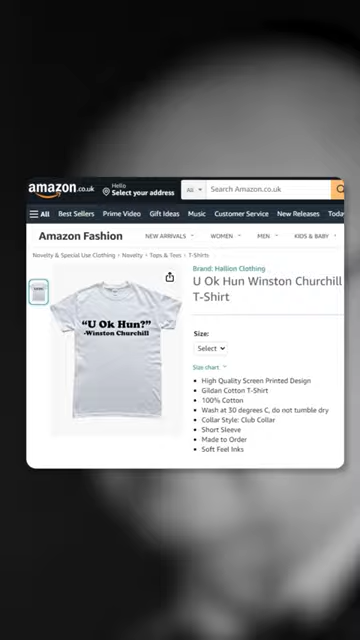 amazon.co.uk
Hello
Select your address
All
Search Amazon.co.uk
All Best Sellers Prime Video Gift Ideas Music Customer Service New Releases Toda
Amazon Fashion NEW ARRIVALS WOMEN MEN KIDS & BABY
Novelty & Special Use Clothing › Novelty › Tops & Tees › T-Shirts
Brand: Hallion Clothing
U Ok Hun Winston Churchill
T-Shirt
“U Ok Hun?”
-Winston Churchill
Size:
Select
Size chart
• High Quality Screen Printed Design
• Gildan Cotton T-Shirt
• 100% Cotton
• Wash at 30 degrees C, do not tumble dry
• Collar Style: Club Collar
• Short Sleeve
• Made to Order
• Soft Feel Inks